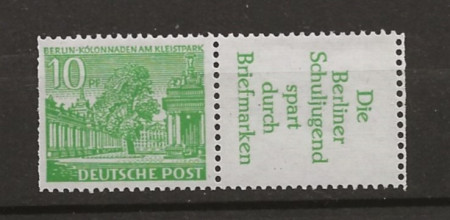 BERLIN-KOLONNADEN AM KLEISTPARK
10 PF
DEUTSCHE POST
Die
Berliner
Schuljugend
spart
durch
Briefmarken